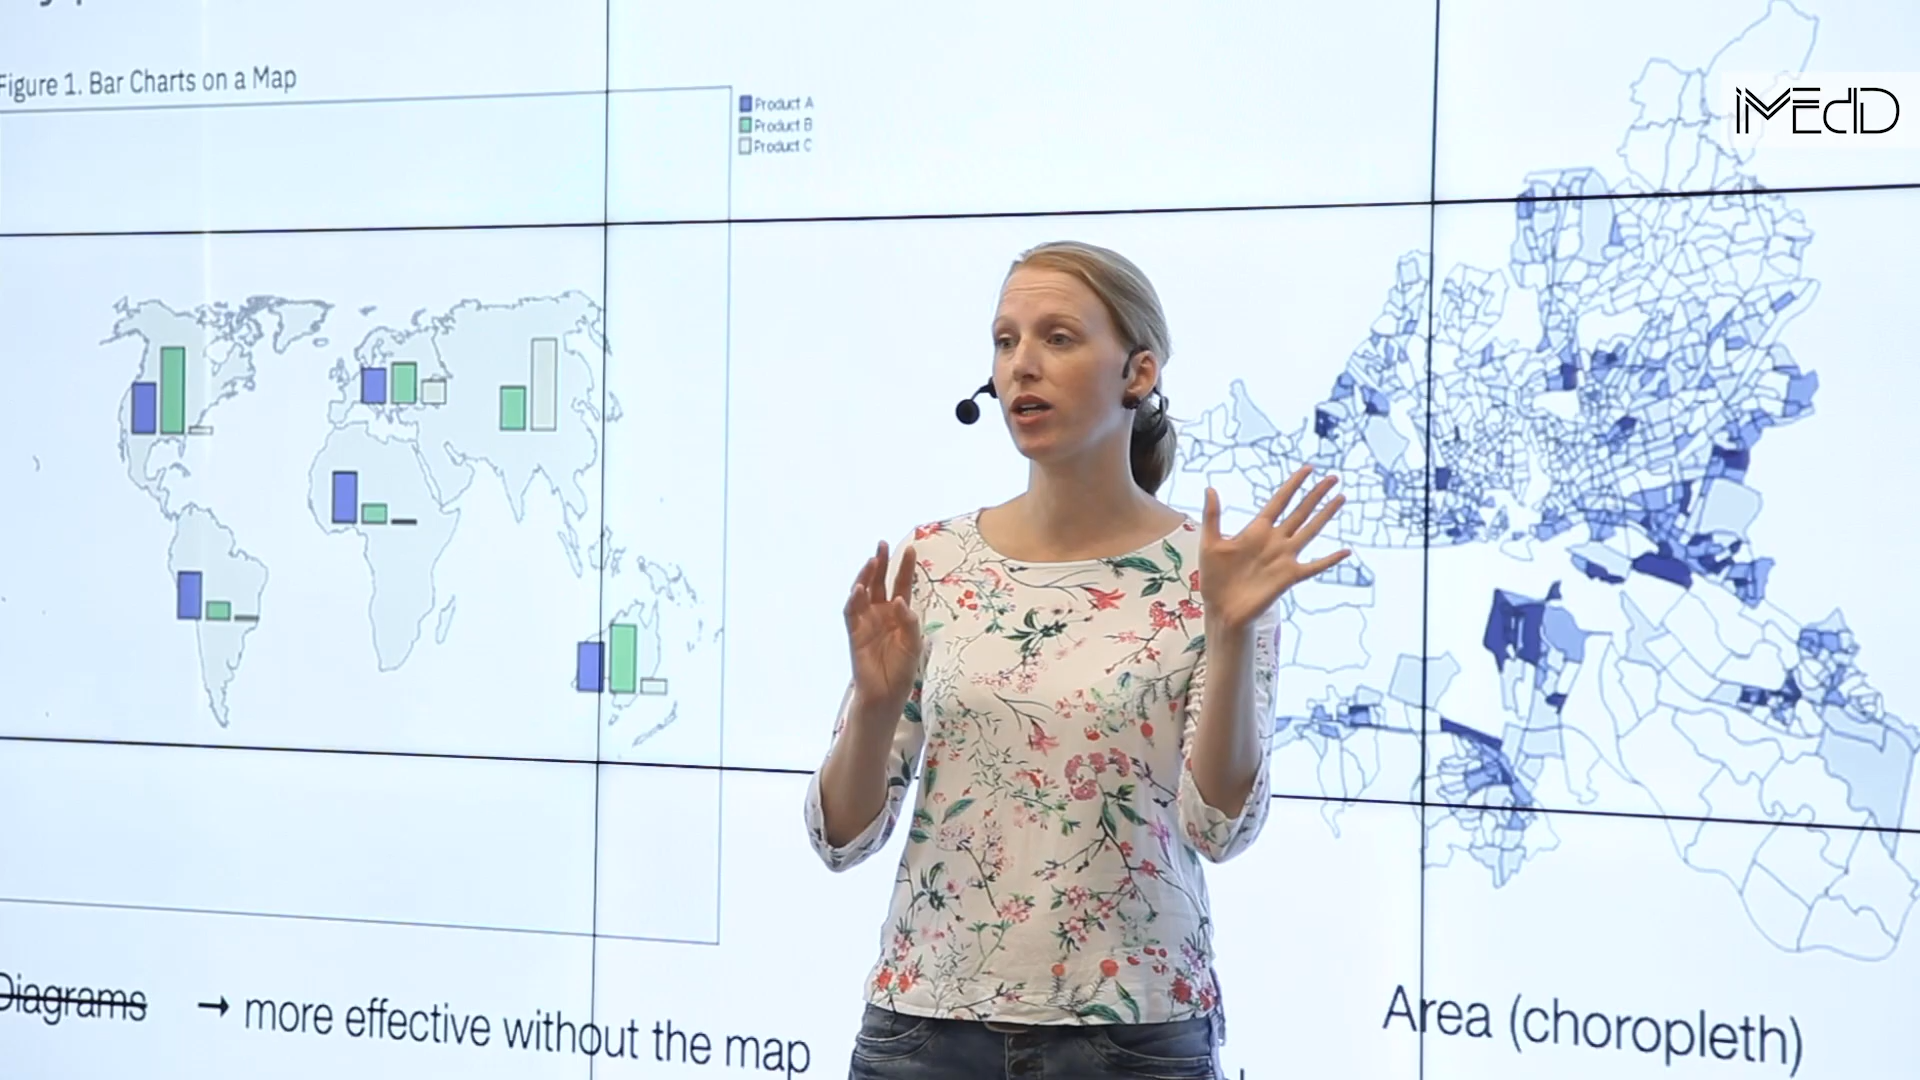 Figure 1. Bar Charts on a Map
Product A
Product B
Product C
iMEdD
Diagrams → more effective without the map
Area (choropleth)